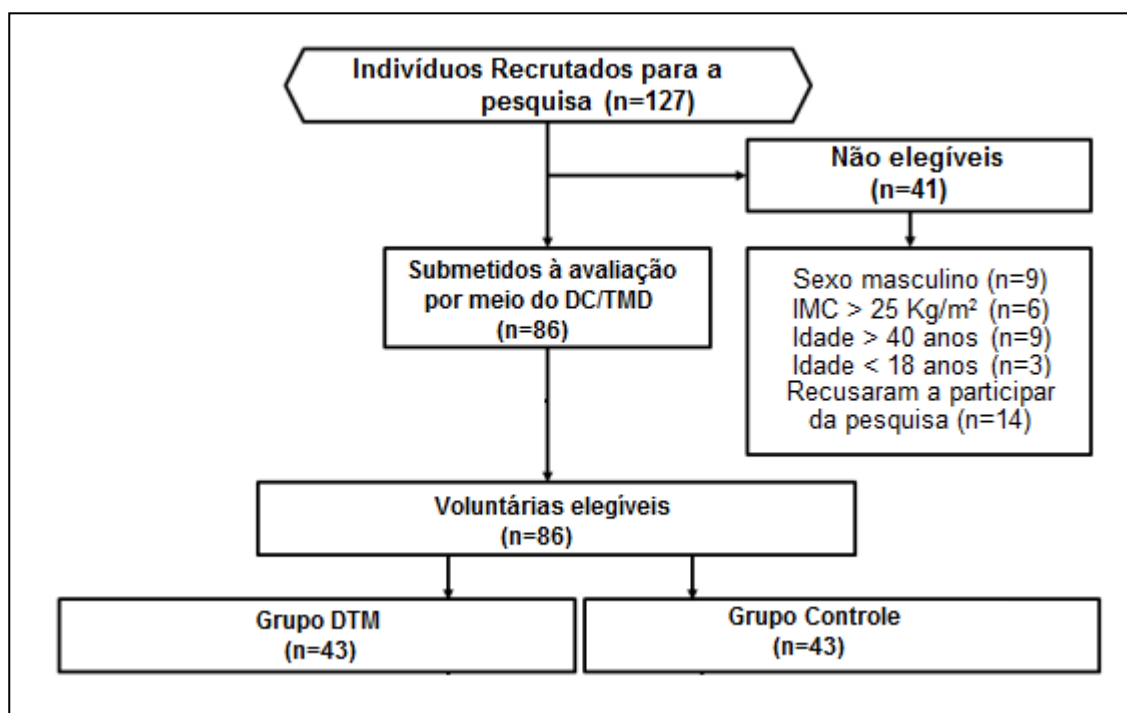 Indivíduos Recrutados para a
pesquisa (n=127)
Não elegíveis
(n=41)
Submetidos à avaliação
por meio do DC/TMD
(n=86)
Sexo masculino (n=9)
IMC > 25 Kg/m² (n=6)
Idade > 40 anos (n=9)
Idade < 18 anos (n=3)
Recusaram a participar
da pesquisa (n=14)
Voluntárias elegíveis
(n=86)
Grupo DTM
(n=43)
Grupo Controle
(n=43)